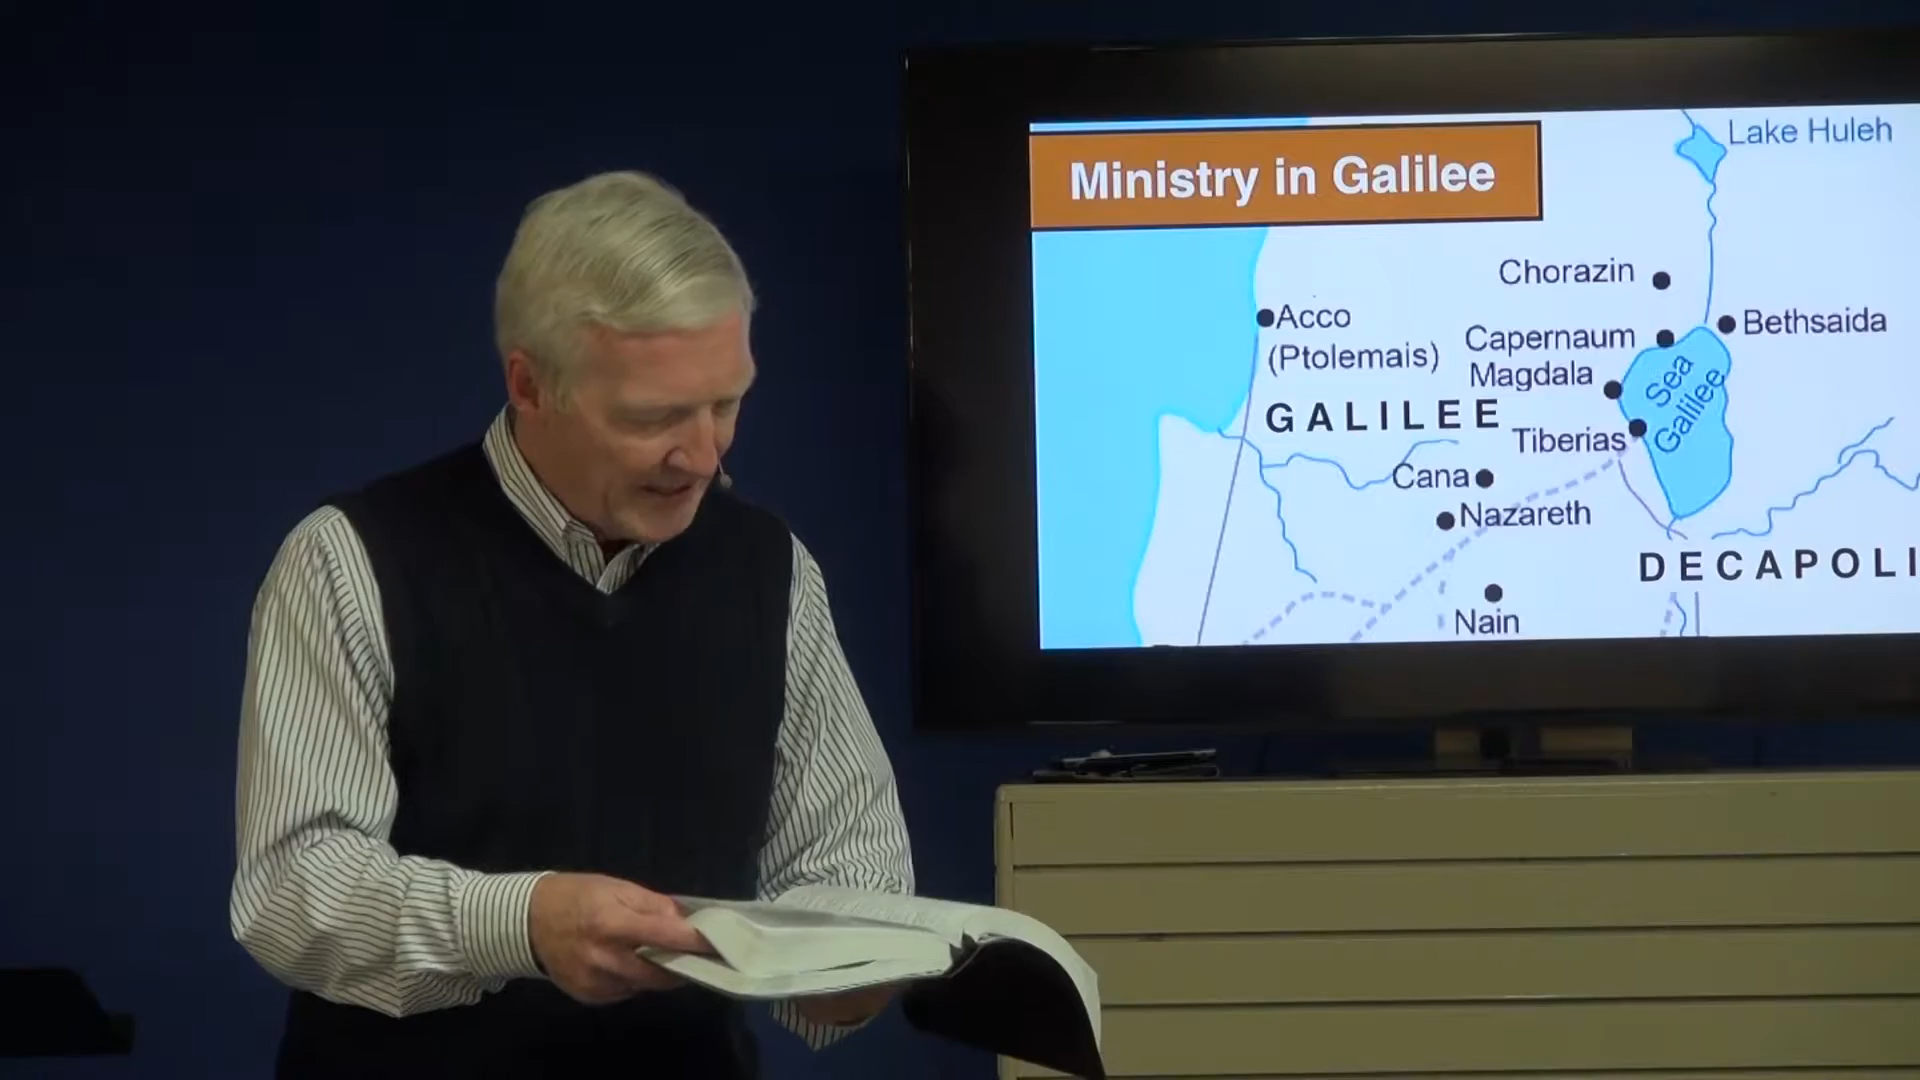 Ministry in Galilee
Lake Huleh
Chorazin
Acco
(Ptolemais)
Bethsaida
Capernaum
Magdala
Sea
Galilee
GALILEE
Tiberias
Cana
Nazareth
DECAPOLI
Nain